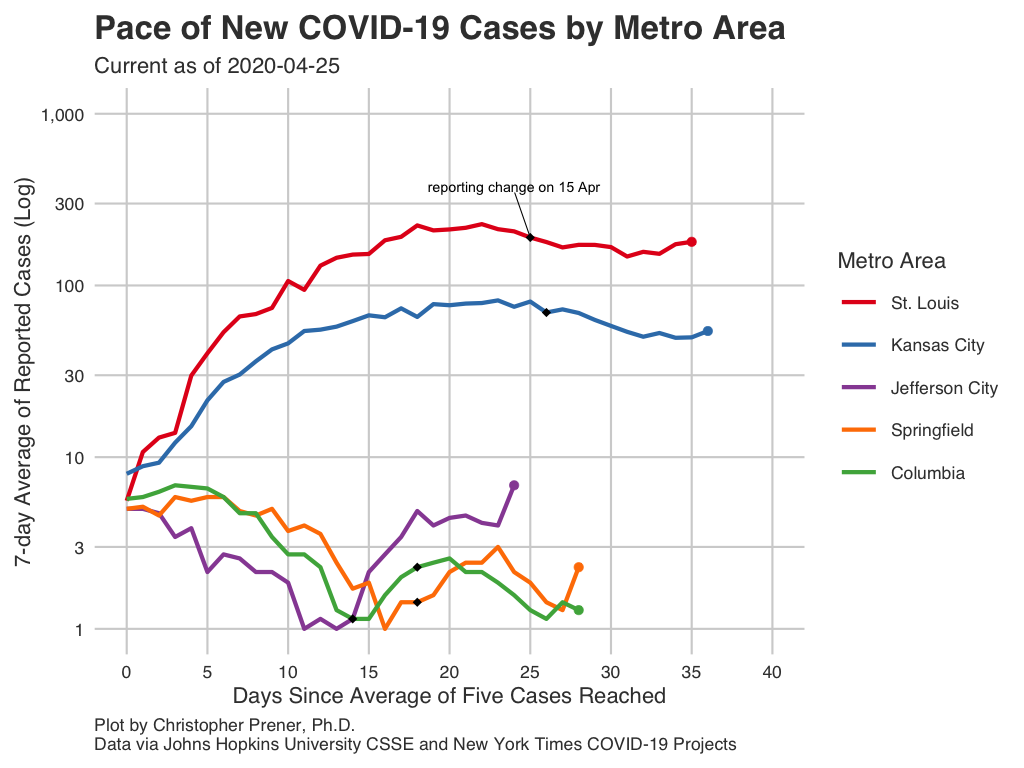 Pace of New COVID-19 Cases by Metro Area
Current as of 2020-04-25
7-day Average of Reported Cases (Log)
1,000
300
100
30
10
3
1
reporting change on 15 Apr
0 5 10 15 20 25 30 35 40
Days Since Average of Five Cases Reached
Metro Area
St. Louis
Kansas City
Jefferson City
Springfield
Columbia
Plot by Christopher Prener, Ph.D.
Data via Johns Hopkins University CSSE and New York Times COVID-19 Projects